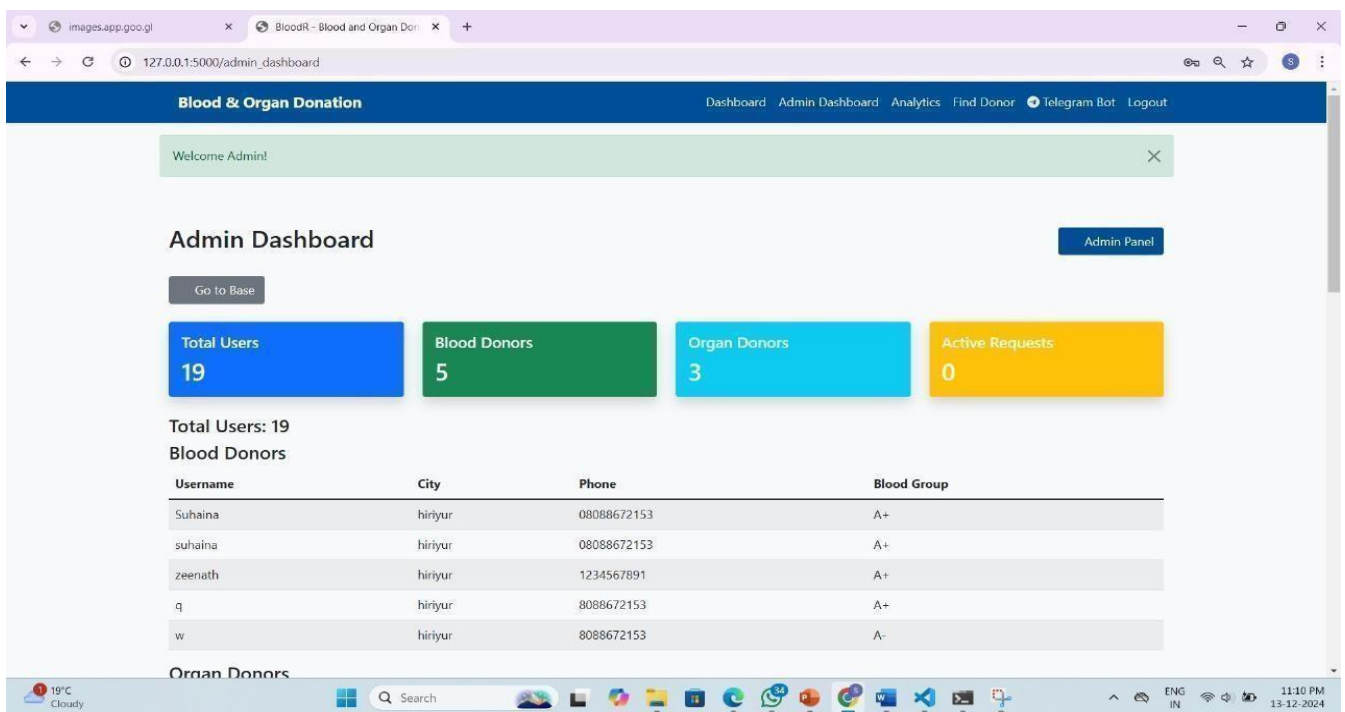 images.app.goo.gl
BloodR - Blood and Organ Don
127.0.0.1:5000/admin_dashboard
S
Blood & Organ Donation
Dashboard Admin Dashboard Analytics Find Donor Telegram Bot Logout
Welcome Admin!
Admin Dashboard
Admin Panel
Go to Base
Total Users Blood Donors Organ Donors Active Requests
19 5 3 0
Total Users: 19
Blood Donors
Username City Phone Blood Group
Suhaina hiriyur 08088672153 A+
suhaina hiriyur 08088672153 A+
zeenath hiriyur 1234567891 A+
q hiriyur 8088672153 A+
w hiriyur 8088672153 A-
Organ Donors
1 19°C Search 34 ENG 11:10 PM
Cloudy IN 13-12-2024